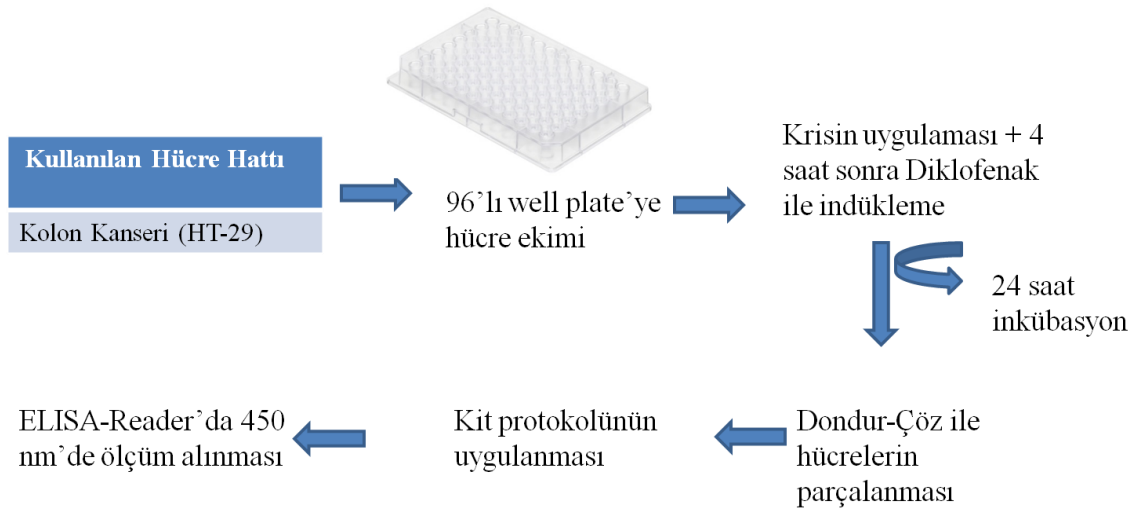 Kullanılan Hücre Hattı
Kolon Kanseri (HT-29)
96’lı well plate’ye
hücre ekimi
Krisin uygulaması + 4
saat sonra Diklofenak
ile indükleme
24 saat
inkübasyon
Dondur-Çöz ile
hücrelerin
parçalanması
Kit protokolünün
uygulanması
ELISA-Reader’da 450
nm’de ölçüm alınması